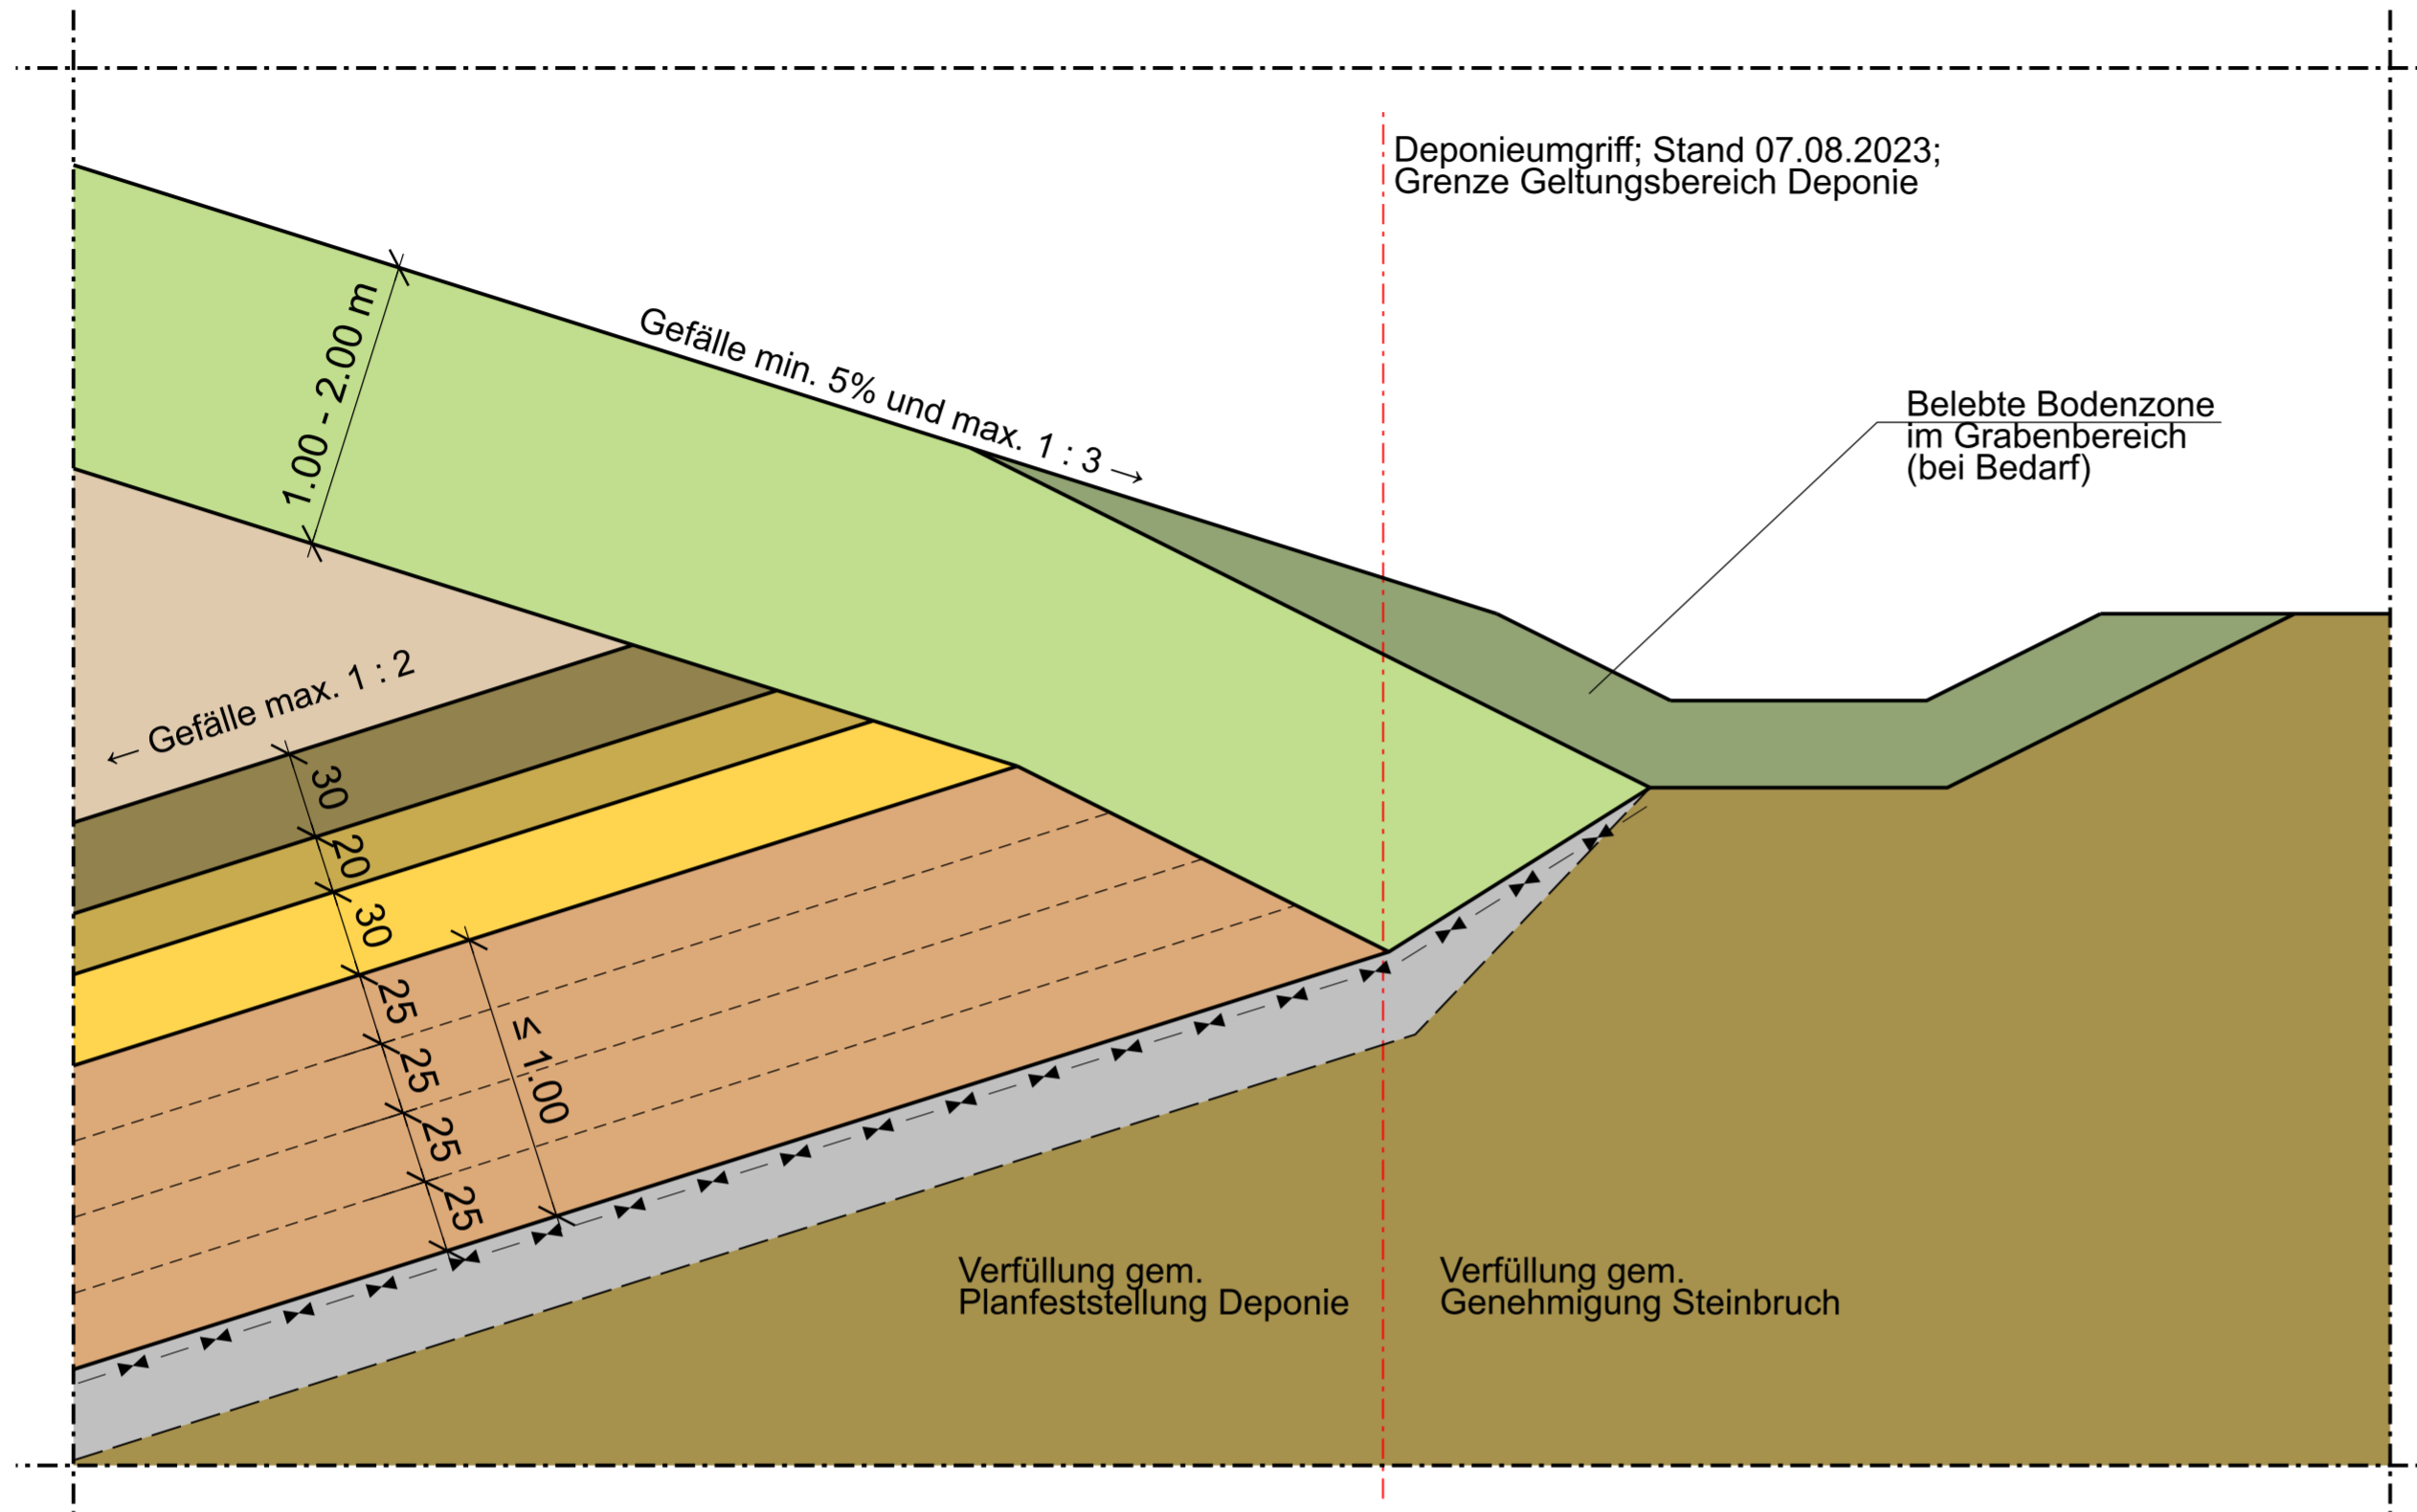 Deponieumgriff; Stand 07.08.2023;
Grenze Geltungsbereich Deponie
1.00 - 2.00 m
Gefälle min. 5% und max. 1 : 3 →
Belebte Bodenzone
im Grabenbereich
(bei Bedarf)
← Gefälle max. 1 : 2
30
20
30
25
25
25
25
≥ 1.00
Verfüllung gem.
Planfeststellung Deponie
Verfüllung gem.
Genehmigung Steinbruch